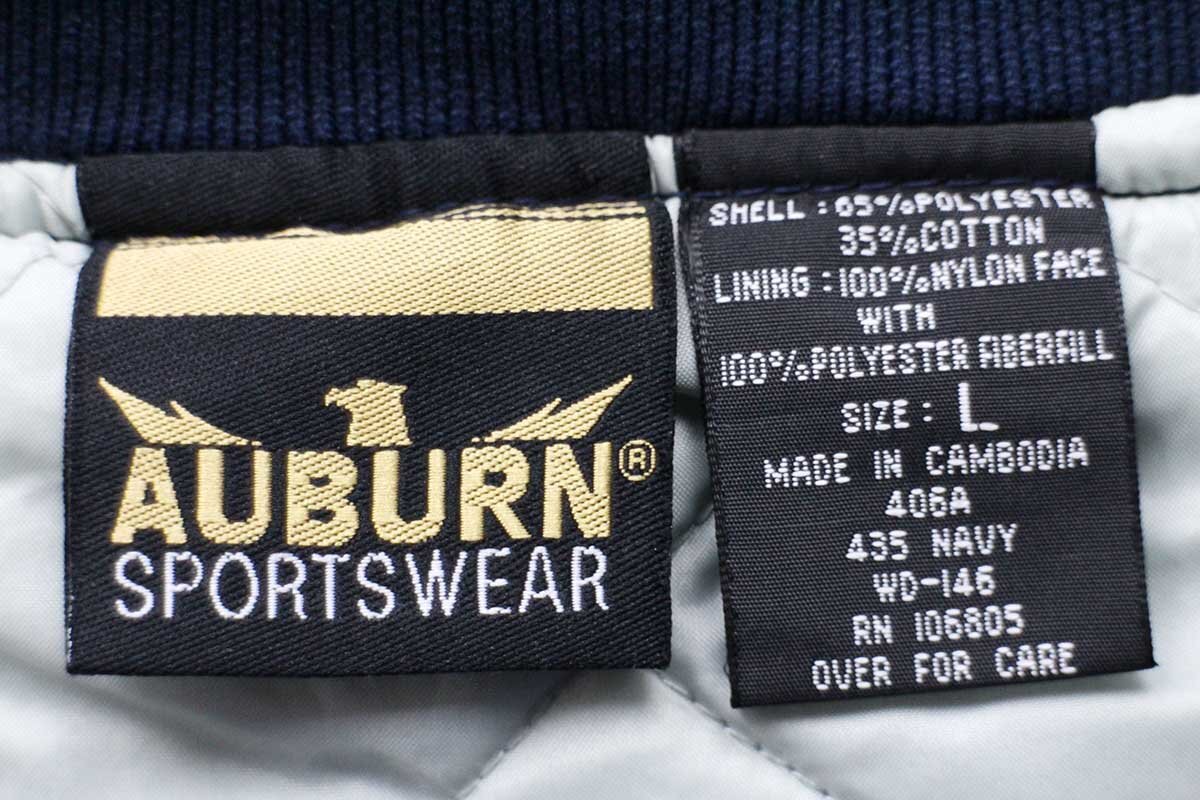 AUBURN®
SPORTSWEAR
SHELL : 65%POLYESTER
35%COTTON
LINING :100%NYLON FACE
WITH
100%POLYESTER FIBERFILL
SIZE : L
MADE IN CAMBODIA
406A
435 NAVY
WD-146
RN 106805
OVER FOR CARE